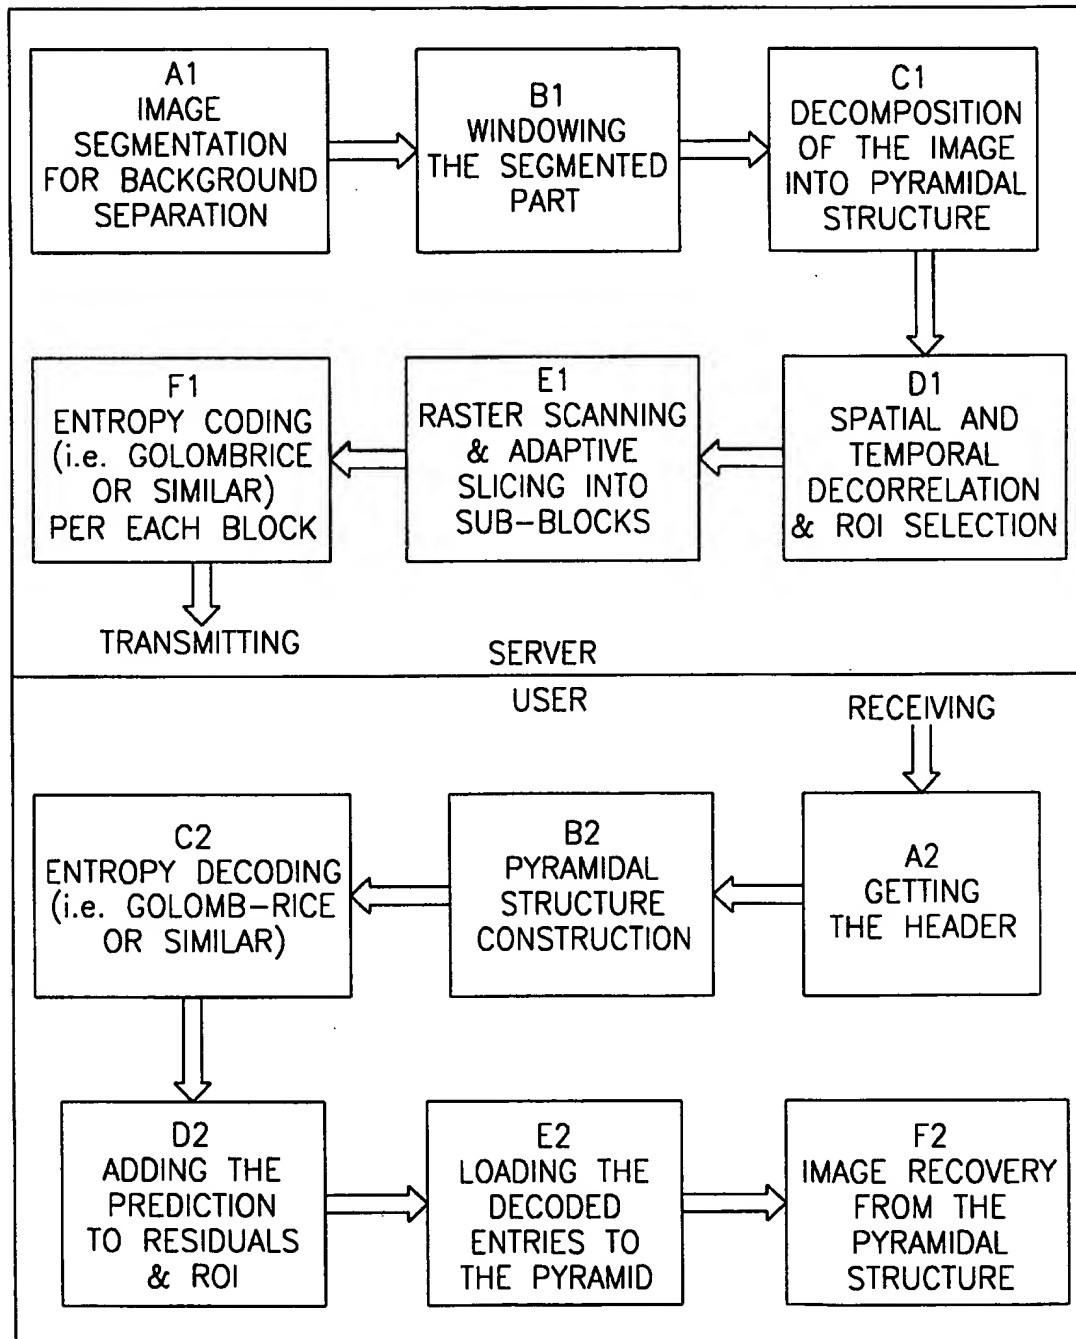 A1
IMAGE
SEGMENTATION
FOR BACKGROUND
SEPARATION
B1
WINDOWING
THE SEGMENTED
PART
C1
DECOMPOSITION
OF THE IMAGE
INTO PYRAMIDAL
STRUCTURE
D1
SPATIAL AND
TEMPORAL
DECORRELATION
& ROI SELECTION
E1
RASTER SCANNING
& ADAPTIVE
SLICING INTO
SUB-BLOCKS
F1
ENTROPY CODING
(i.e. GOLOMBRICE
OR SIMILAR)
PER EACH BLOCK
TRANSMITTING
SERVER
USER
RECEIVING
A2
GETTING
THE HEADER
B2
PYRAMIDAL
STRUCTURE
CONSTRUCTION
C2
ENTROPY DECODING
(i.e. GOLOMB-RICE
OR SIMILAR)
D2
ADDING THE
PREDICTION
TO RESIDUALS
& ROI
E2
LOADING THE
DECODED
ENTRIES TO
THE PYRAMID
F2
IMAGE RECOVERY
FROM THE
PYRAMIDAL
STRUCTURE